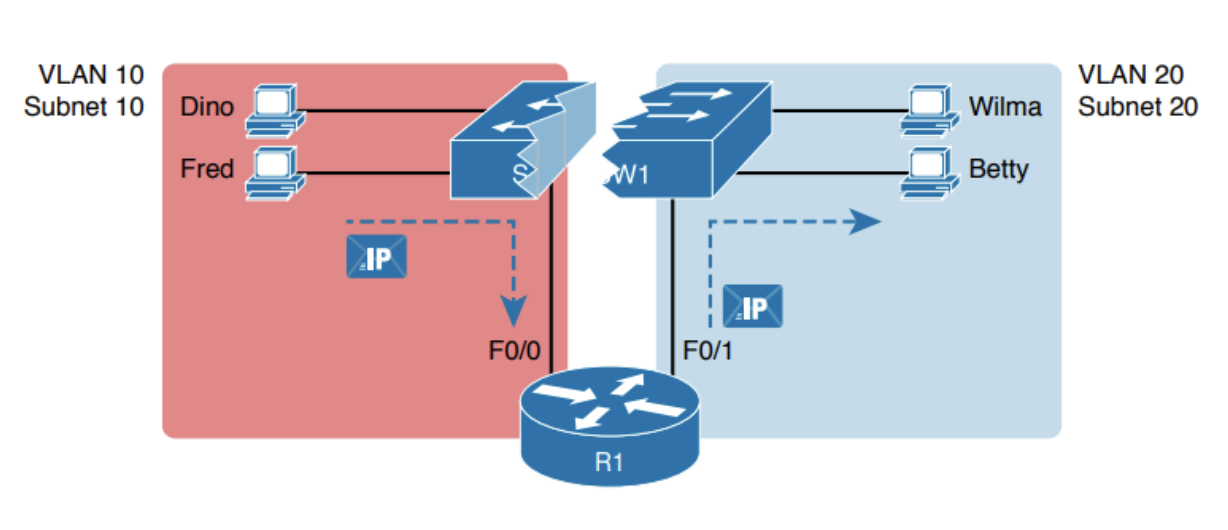 VLAN 10
Subnet 10
Dino
Fred
S
W1
Wilma
Betty
VLAN 20
Subnet 20
IP
IP
F0/0
F0/1
R1